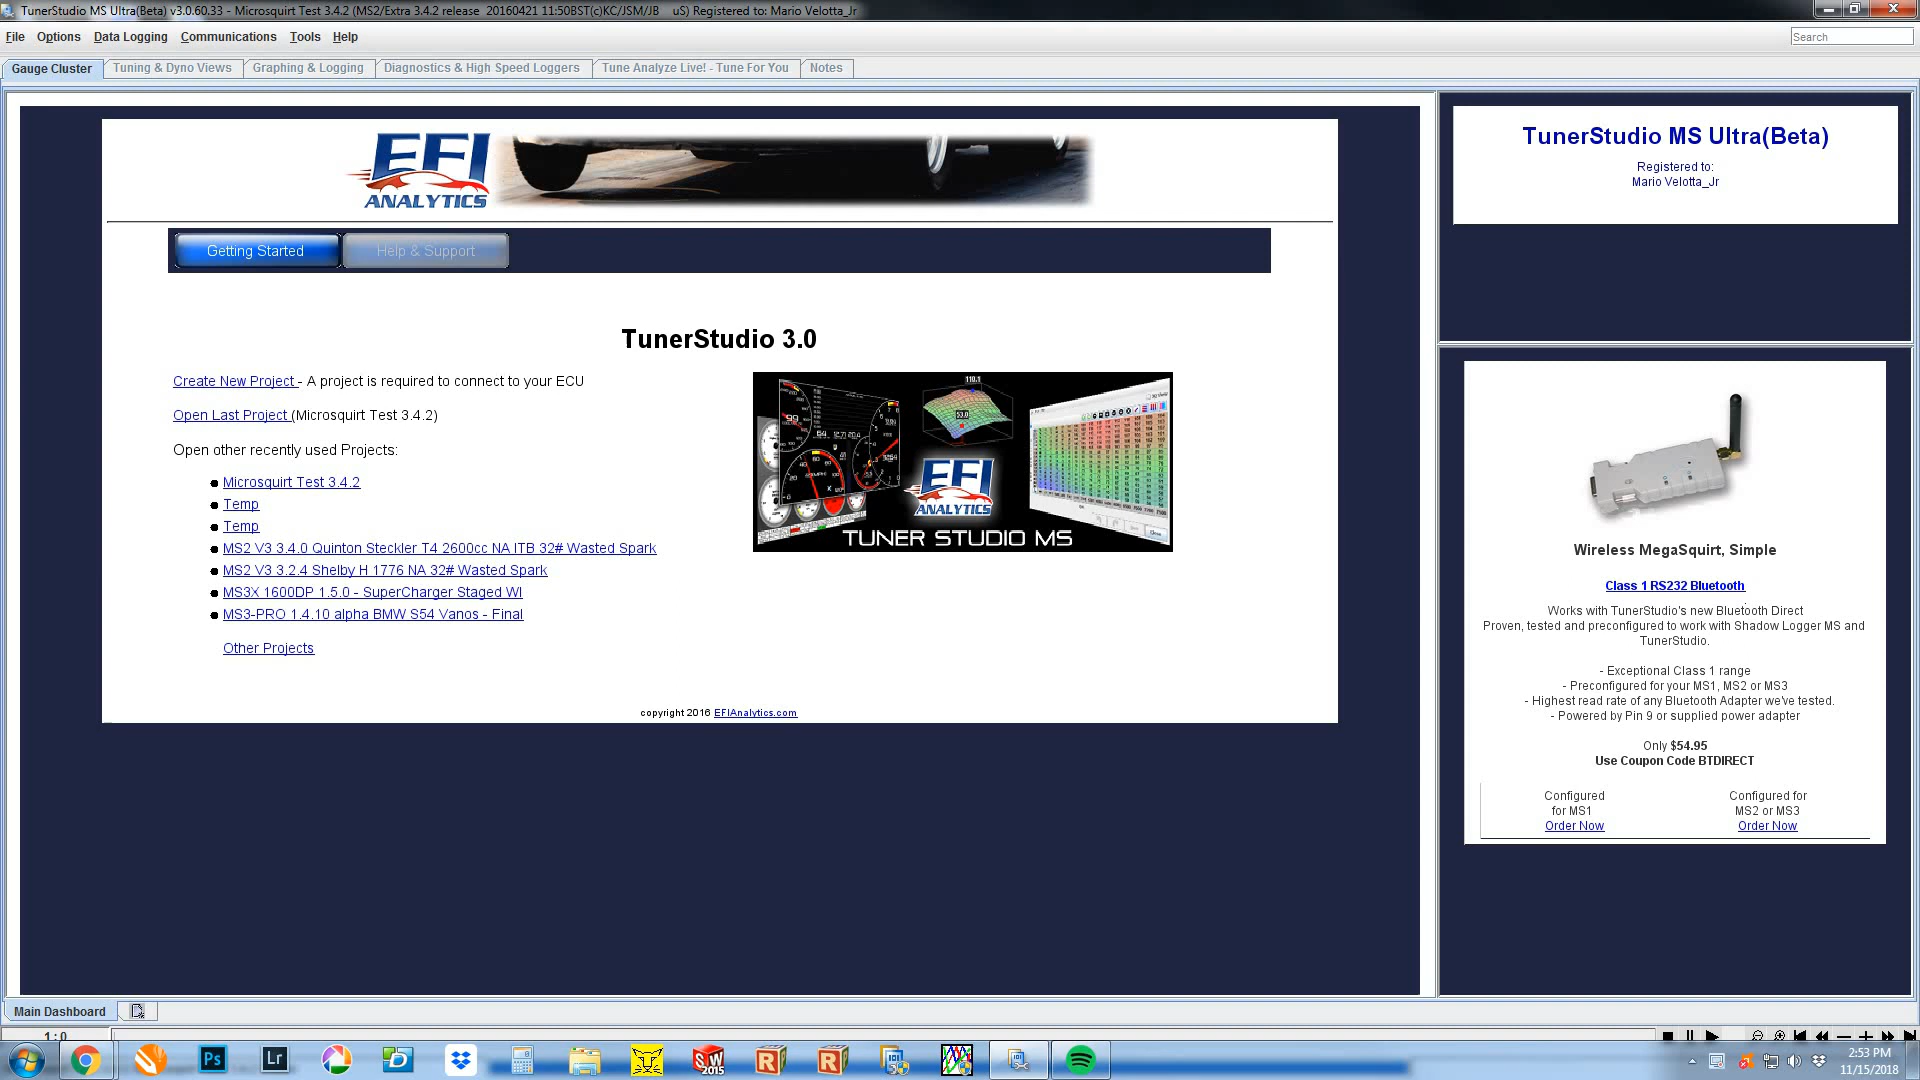 TunerStudio MS Ultra(Beta) v3.0.60.33 - Microsquirt Test 3.4.2 (MS2/Extra 3.4.2 release  20160421 11:50BST(c)KC/JSM/JB    uS) Registered to: Mario Velotta_Jr
File Options Data Logging Communications Tools Help
Search
Gauge Cluster Tuning & Dyno Views Graphing & Logging Diagnostics & High Speed Loggers Tune Analyze Live! - Tune For You Notes
EFI
ANALYTICS
Getting Started Help & Support
TunerStudio 3.0
Create New Project - A project is required to connect to your ECU
Open Last Project (Microsquirt Test 3.4.2)
Open other recently used Projects:
Microsquirt Test 3.4.2
Temp
Temp
MS2 V3 3.4.0 Quinton Steckler T4 2600cc NA ITB 32# Wasted Spark
MS2 V3 3.2.4 Shelby H 1776 NA 32# Wasted Spark
MS3X 1600DP 1.5.0 - SuperCharger Staged WI
MS3-PRO 1.4.10 alpha BMW S54 Vanos - Final
Other Projects
EFI
ANALYTICS
TUNER STUDIO MS
copyright 2016 EFIAnalytics.com
TunerStudio MS Ultra(Beta)
Registered to:
Mario Velotta_Jr
Wireless MegaSquirt, Simple
Class 1 RS232 Bluetooth
Works with TunerStudio's new Bluetooth Direct
Proven, tested and preconfigured to work with Shadow Logger MS and
TunerStudio.
- Exceptional Class 1 range
- Preconfigured for your MS1, MS2 or MS3
- Highest read rate of any Bluetooth Adapter we've tested.
- Powered by Pin 9 or supplied power adapter
Only $54.95
Use Coupon Code BTDIRECT
Configured
for MS1
Order Now
Configured for
MS2 or MS3
Order Now
Main Dashboard
1 : 0
Ps
Lr
SW
2015
2:53 PM
11/15/2018